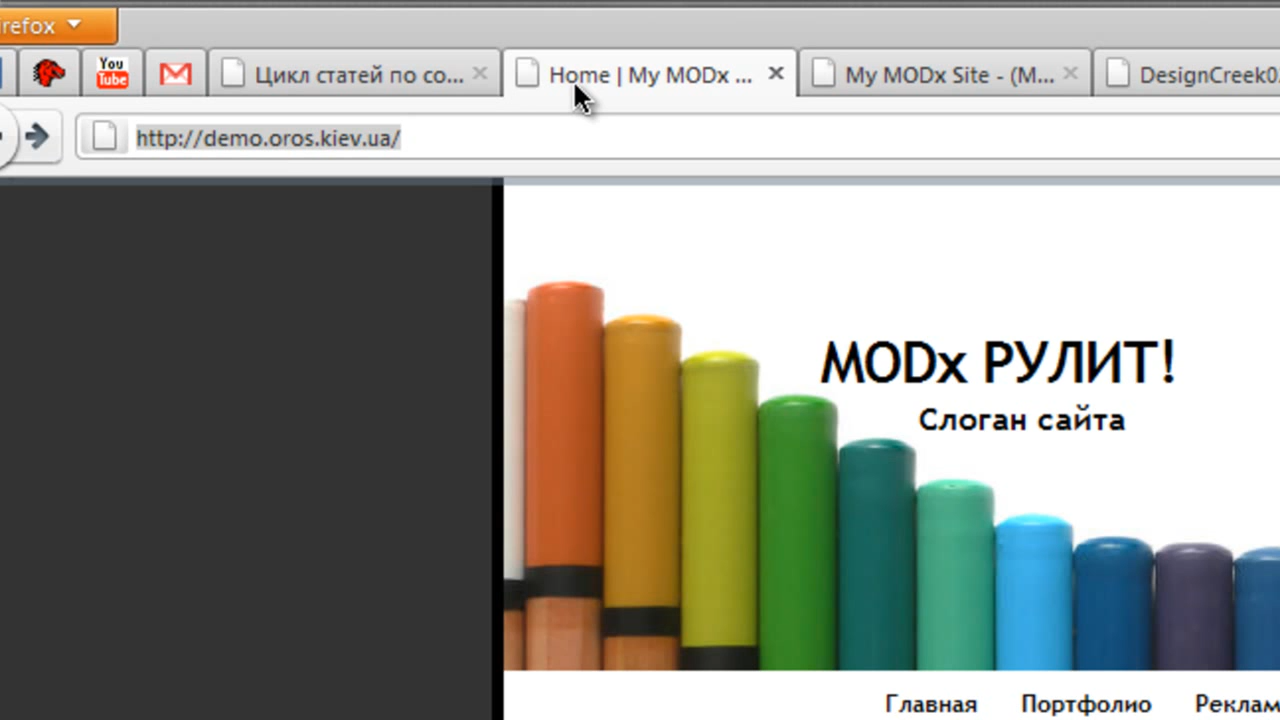 irefox
You Tube
Цикл статей по со...
Home | My MODx ...
My MODx Site - (M...
DesignCreek0
http://demo.oros.kiev.ua/
MODx РУЛИТ!
Слоган сайта
Главная Портфолио Реклам